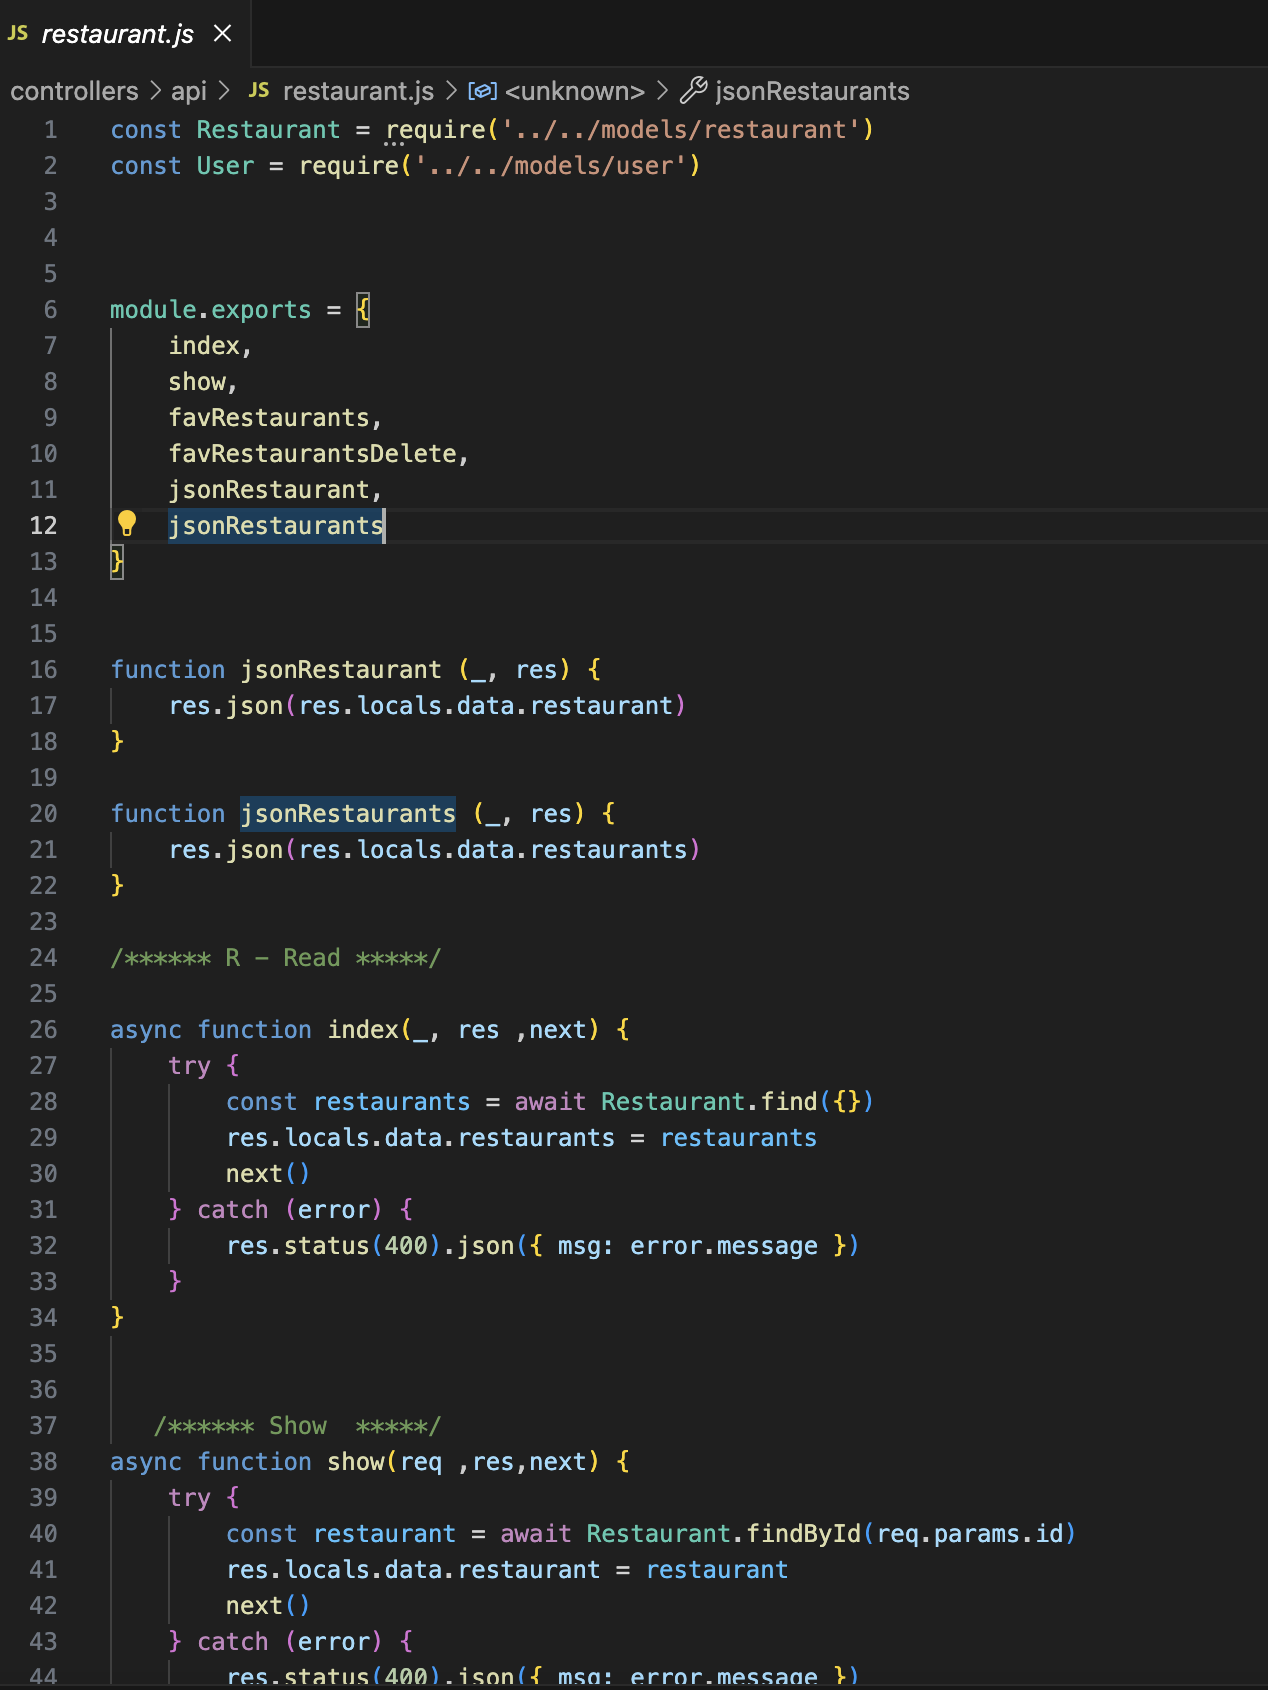 JS restaurant.js ×
controllers > api > JS restaurant.js > <unknown> > jsonRestaurants
1 const Restaurant = require('../../models/restaurant')
2 const User = require('../../models/user')
3
4
5
6 module.exports = {
7     index,
8     show,
9     favRestaurants,
10     favRestaurantsDelete,
11     jsonRestaurant,
12     jsonRestaurants
13 }
14
15
16 function jsonRestaurant (_, res) {
17     res.json(res.locals.data.restaurant)
18 }
19
20 function jsonRestaurants (_, res) {
21     res.json(res.locals.data.restaurants)
22 }
23
24 /****** R - Read *****/
25
26 async function index(_, res ,next) {
27     try {
28         const restaurants = await Restaurant.find({})
29         res.locals.data.restaurants = restaurants
30         next()
31     } catch (error) {
32         res.status(400).json({ msg: error.message })
33     }
34 }
35
36
37    /****** Show  *****/
38 async function show(req ,res,next) {
39     try {
40         const restaurant = await Restaurant.findById(req.params.id)
41         res.locals.data.restaurant = restaurant
42         next()
43     } catch (error) {
44         res.status(400).json({ msg: error.message })